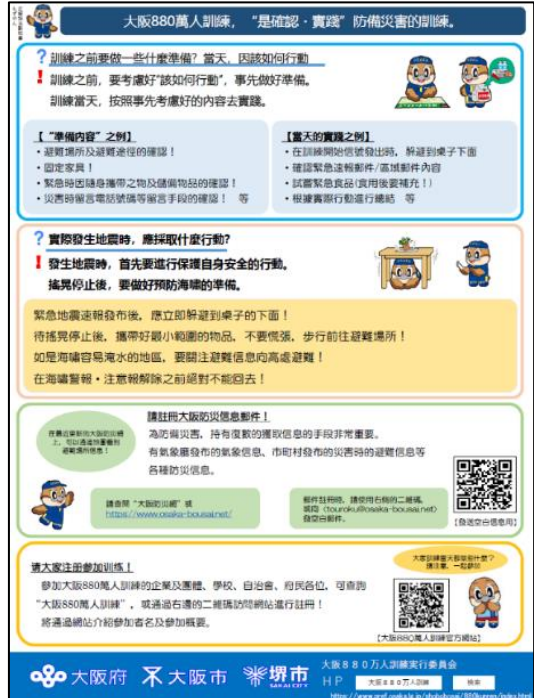 大阪880萬人訓練，“是確認·實踐”防備災害的訓練。
？訓練之前要做一些什麼準備？當天，因該如何行動
！訓練之前，要考慮好“該如何行動”，事先做好準備。
訓練當天，按照事先考慮好的內容去實踐。
【“準備內容”之例】
・避難場所及避難途徑的確認！
・固定家具！
・緊急時因隨身攜帶之物及儲備物品的確認！
・災害時留言電話號碼等留言手段的確認！ 等
【當天的實踐之例】
・在訓練開始信號發出時，躲避到桌子下面
・確認緊急速報郵件/區域郵件內容
・試嘗緊急食品(食用後要補充！)
・根據實際行動進行總結 等
？實際發生地震時，應採取什麼行動？
！發生地震時，首先要進行保護自身安全的行動。
搖晃停止後，要做好預防海嘯的準備。
緊急地震速報發布後，應立即躲避到桌子的下面！
待搖晃停止後，攜帶好最小範圍的物品，不要慌張，步行前往避難場所！
如是海嘯容易淹水的地區，要關注避難信息向高處避難！
在海嘯警報・注意報解除之前絕對不能回去！
請註冊大阪防災信息郵件！
為防備災害，持有復數的獲取信息的手段非常重要。
有氣象廳發布的氣象信息、市町村發布的災害時的避難信息等
各種防災信息。
請查閱“大阪防災網”或
https://www.osaka-bousai.net/
郵件註冊時，請使用右側的二維碼，
或向（touroku@osaka-bousai.net）
發空白郵件。
【發送空白信息用】
请大家注册参加训练！
參加大阪880萬人訓練的企業及團體、學校、自治會、府民各位，可查詢
“大阪880萬人訓練”，或通過右邊的二維碼訪問網站進行註冊！
將通過網站介紹參加者名及參加概要。
【大阪880萬人訓練官方網站】
大阪府 大阪市 堺市
SAKAI CITY
大阪８８０万人訓練実行委員会
HP 大阪８８０万人訓練 検索